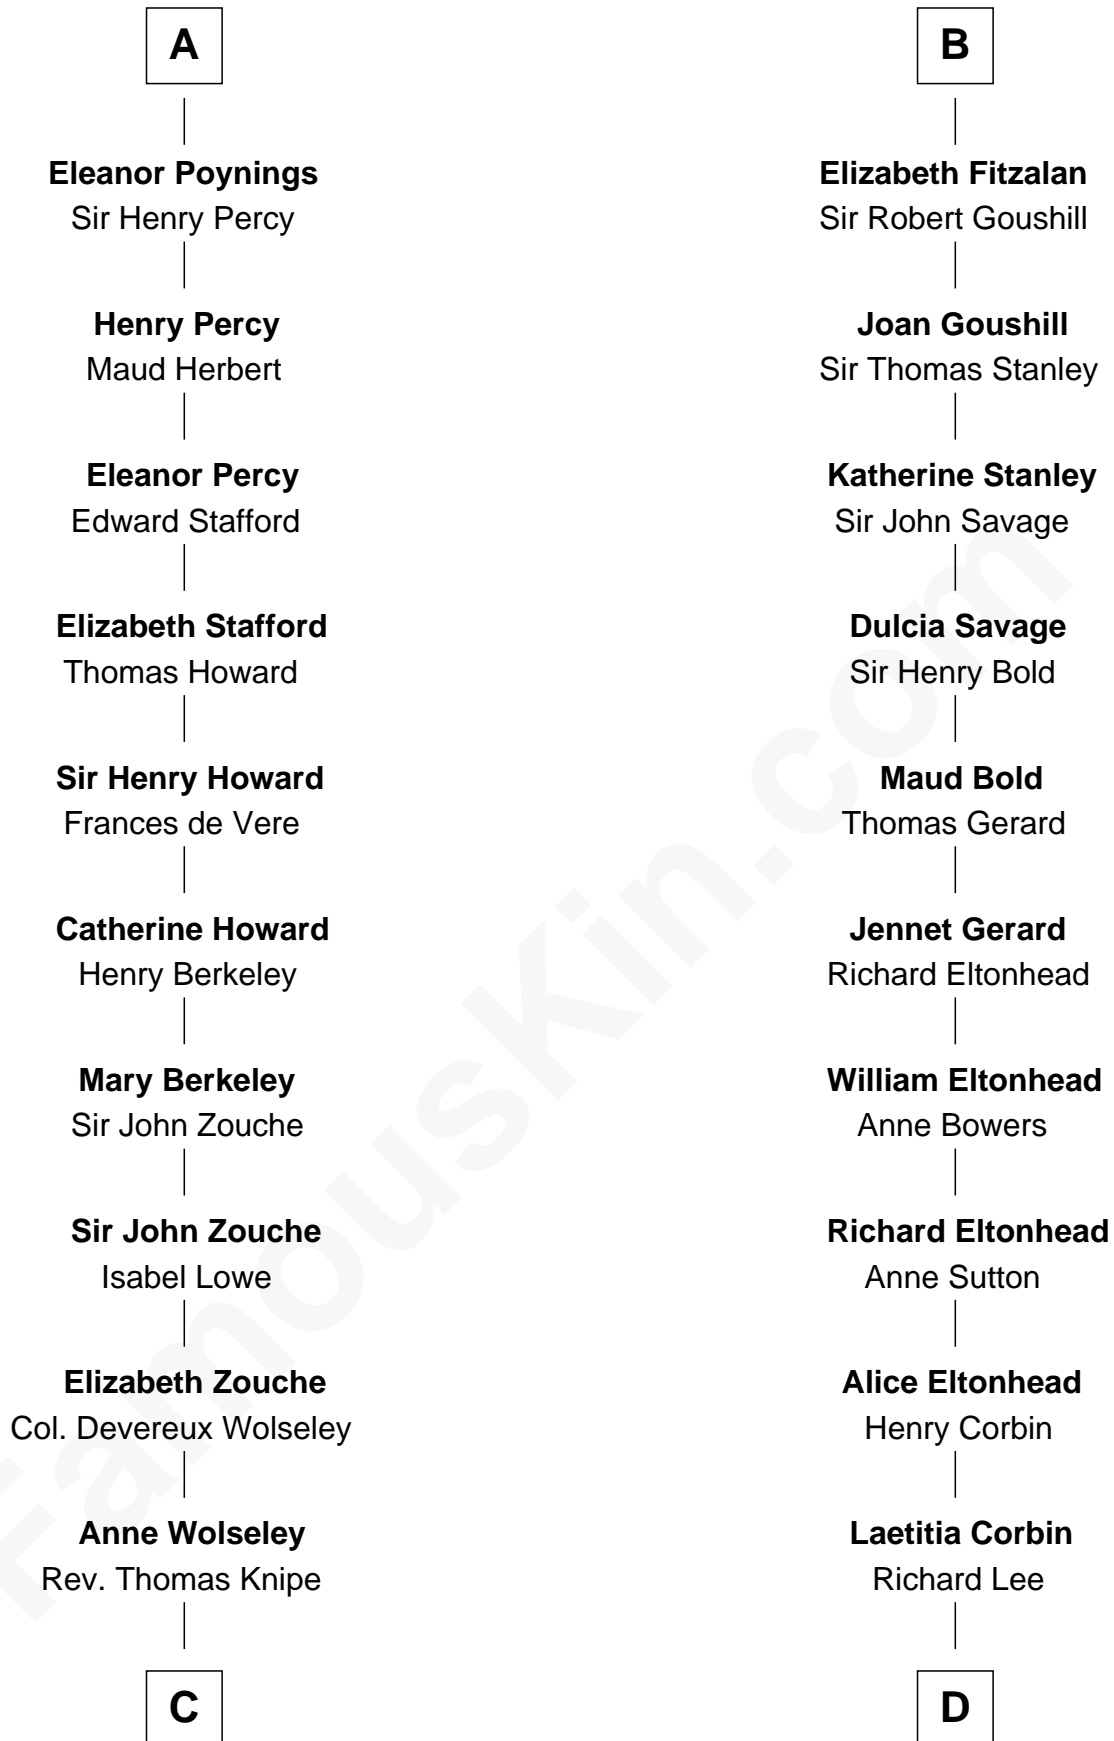 A
Eleanor Poynings
Sir Henry Percy
Henry Percy
Maud Herbert
Eleanor Percy
Edward Stafford
Elizabeth Stafford
Thomas Howard
Sir Henry Howard
Frances de Vere
Catherine Howard
Henry Berkeley
Mary Berkeley
Sir John Zouche
Sir John Zouche
Isabel Lowe
Elizabeth Zouche
Col. Devereux Wolseley
Anne Wolseley
Rev. Thomas Knipe
C
B
Elizabeth Fitzalan
Sir Robert Goushill
Joan Goushill
Sir Thomas Stanley
Katherine Stanley
Sir John Savage
Dulcia Savage
Sir Henry Bold
Maud Bold
Thomas Gerard
Jennet Gerard
Richard Eltonhead
William Eltonhead
Anne Bowers
Richard Eltonhead
Anne Sutton
Alice Eltonhead
Henry Corbin
Laetitia Corbin
Richard Lee
D
FamousKin.com